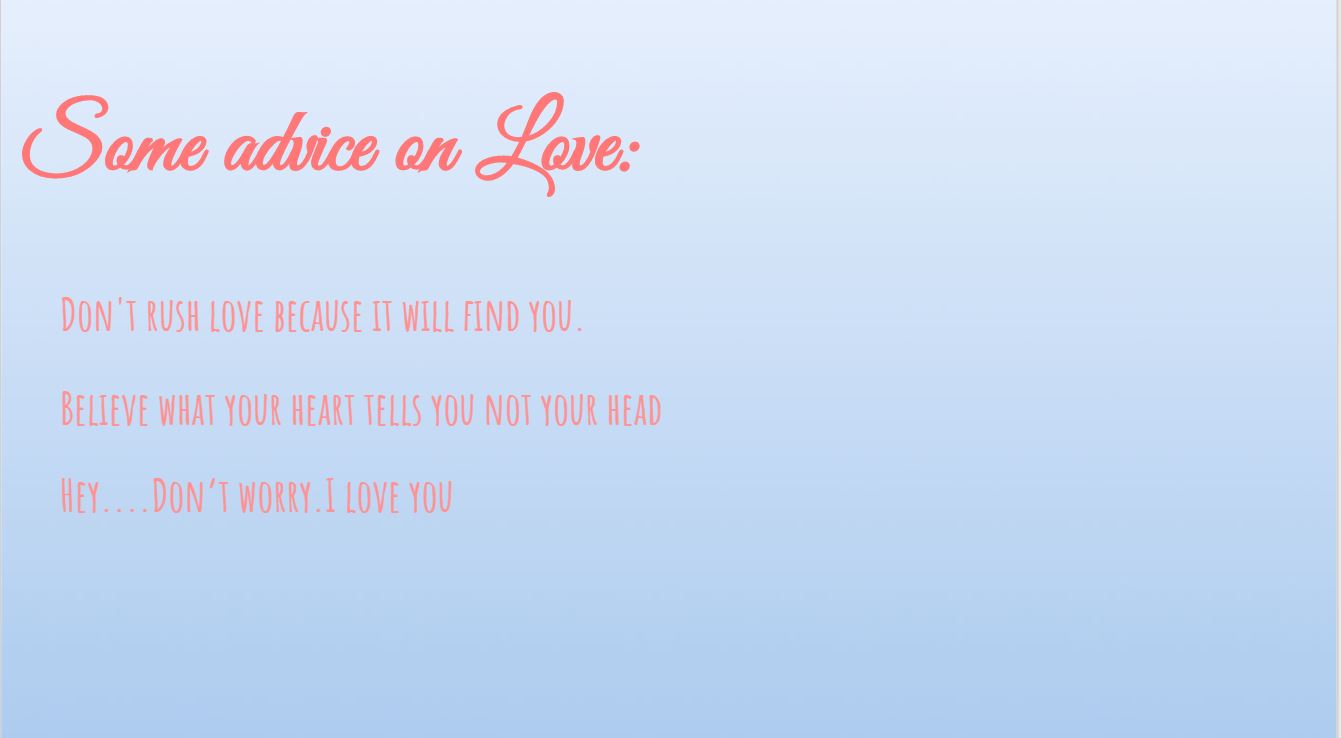 Some advice on Love:
Don't rush love because it will find you.
Believe what your heart tells you not your head
Hey....Don’t worry.I love you